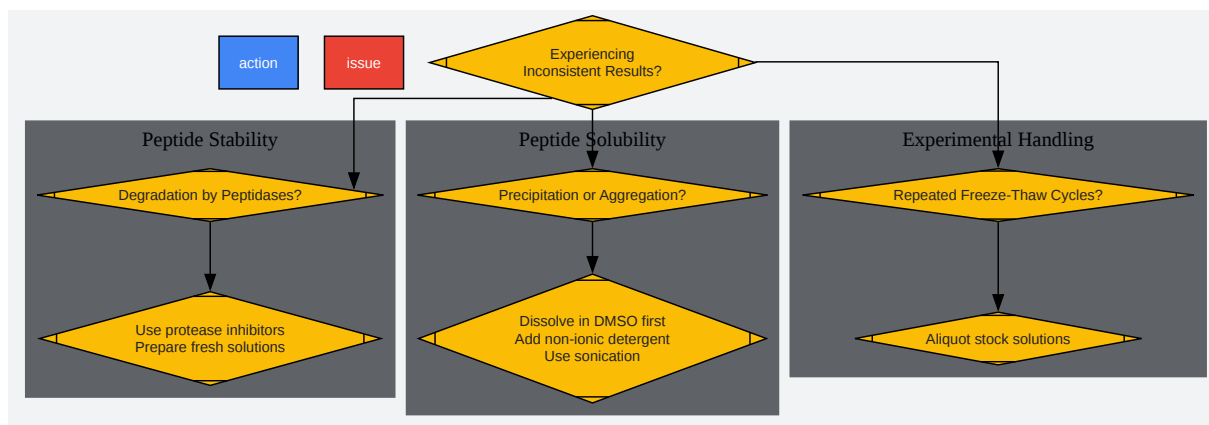 action
issue
Experiencing
Inconsistent Results?
Peptide Stability
Degradation by Peptidases?
Use protease inhibitors
Prepare fresh solutions
Peptide Solubility
Precipitation or Aggregation?
Dissolve in DMSO first
Add non-ionic detergent
Use sonication
Experimental Handling
Repeated Freeze-Thaw Cycles?
Aliquot stock solutions